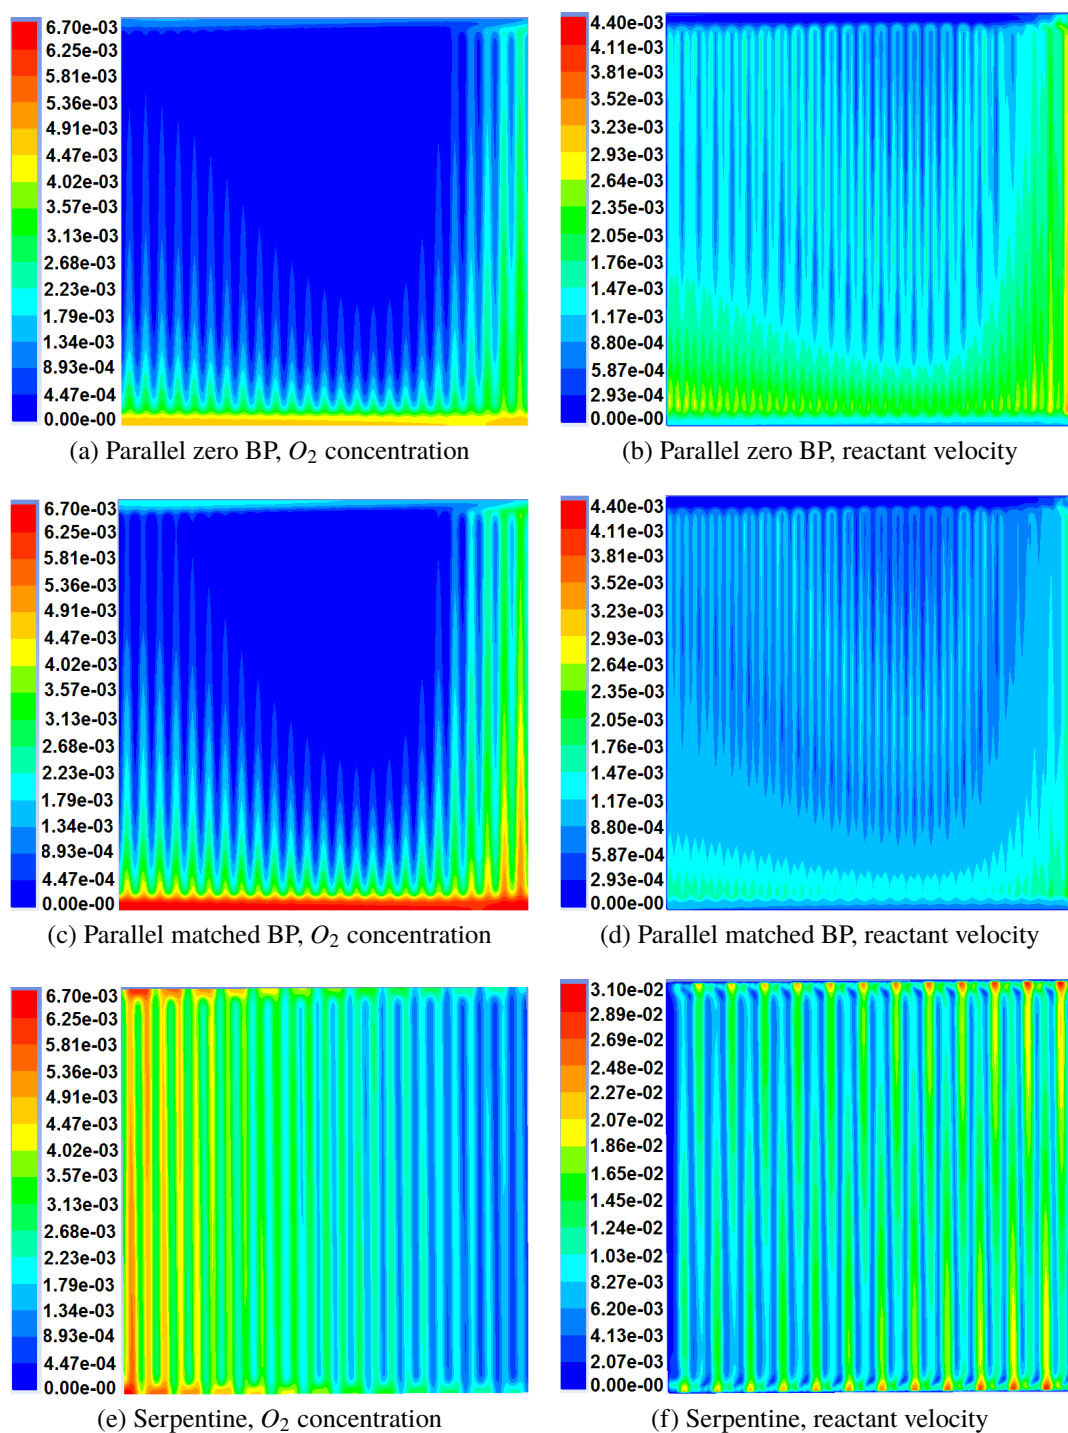 6.70e-03
6.25e-03
5.81e-03
5.36e-03
4.91e-03
4.47e-03
4.02e-03
3.57e-03
3.13e-03
2.68e-03
2.23e-03
1.79e-03
1.34e-03
8.93e-04
4.47e-04
0.00e+00
(a) Parallel zero BP, O2 concentration
4.40e-03
4.11e-03
3.81e-03
3.52e-03
3.23e-03
2.93e-03
2.64e-03
2.35e-03
2.05e-03
1.76e-03
1.47e-03
1.17e-03
8.80e-04
5.87e-04
2.93e-04
0.00e+00
(b) Parallel zero BP, reactant velocity
6.70e-03
6.25e-03
5.81e-03
5.36e-03
4.91e-03
4.47e-03
4.02e-03
3.57e-03
3.13e-03
2.68e-03
2.23e-03
1.79e-03
1.34e-03
8.93e-04
4.47e-04
0.00e+00
(c) Parallel matched BP, O2 concentration
4.40e-03
4.11e-03
3.81e-03
3.52e-03
3.23e-03
2.93e-03
2.64e-03
2.35e-03
2.05e-03
1.76e-03
1.47e-03
1.17e-03
8.80e-04
5.87e-04
2.93e-04
0.00e+00
(d) Parallel matched BP, reactant velocity
6.70e-03
6.25e-03
5.81e-03
5.36e-03
4.91e-03
4.47e-03
4.02e-03
3.57e-03
3.13e-03
2.68e-03
2.23e-03
1.79e-03
1.34e-03
8.93e-04
4.47e-04
0.00e+00
(e) Serpentine, O2 concentration
3.10e-02
2.89e-02
2.69e-02
2.48e-02
2.27e-02
2.07e-02
1.86e-02
1.65e-02
1.45e-02
1.24e-02
1.03e-02
8.27e-03
6.20e-03
4.13e-03
2.07e-03
0.00e+00
(f) Serpentine, reactant velocity